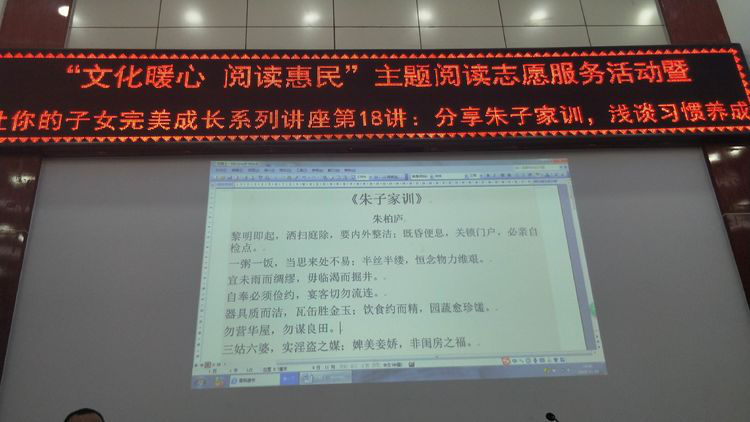 “文化暖心 阅读惠民”主题阅读志愿服务活动暨
让你的子女完美成长系列讲座第18讲：分享朱子家训，浅谈习惯养成
《朱子家训》
朱柏庐
黎明即起，洒扫庭除，要内外整洁；既昏便息，关锁门户，必亲自
检点。
一粥一饭，当思来处不易；半丝半缕，恒念物力维艰。
宜未雨而绸缪，毋临渴而掘井。
自奉必须俭约，宴客切勿流连。
器具质而洁，瓦缶胜金玉；饮食约而精，园蔬愈珍馐。
勿营华屋，勿谋良田。
三姑六婆，实淫盗之媒；婢美妾娇，非闺房之福。